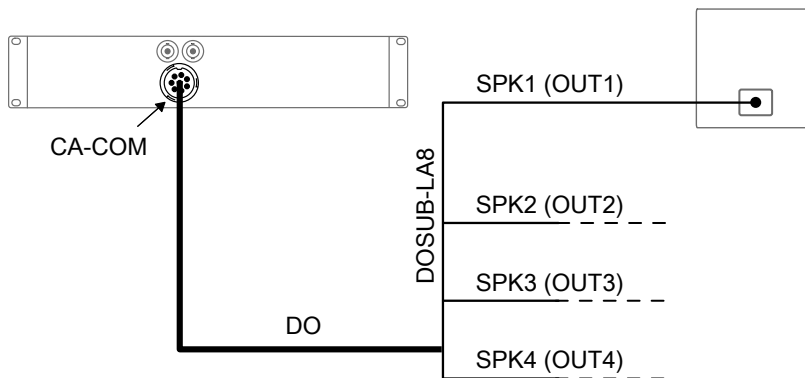 SPK1 (OUT1)
CA-COM
DOSUB-LA8
SPK2 (OUT2)
SPK3 (OUT3)
DO
SPK4 (OUT4)